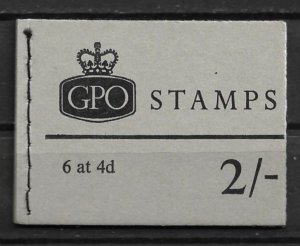 GPO STAMPS
6 at 4d 2/-